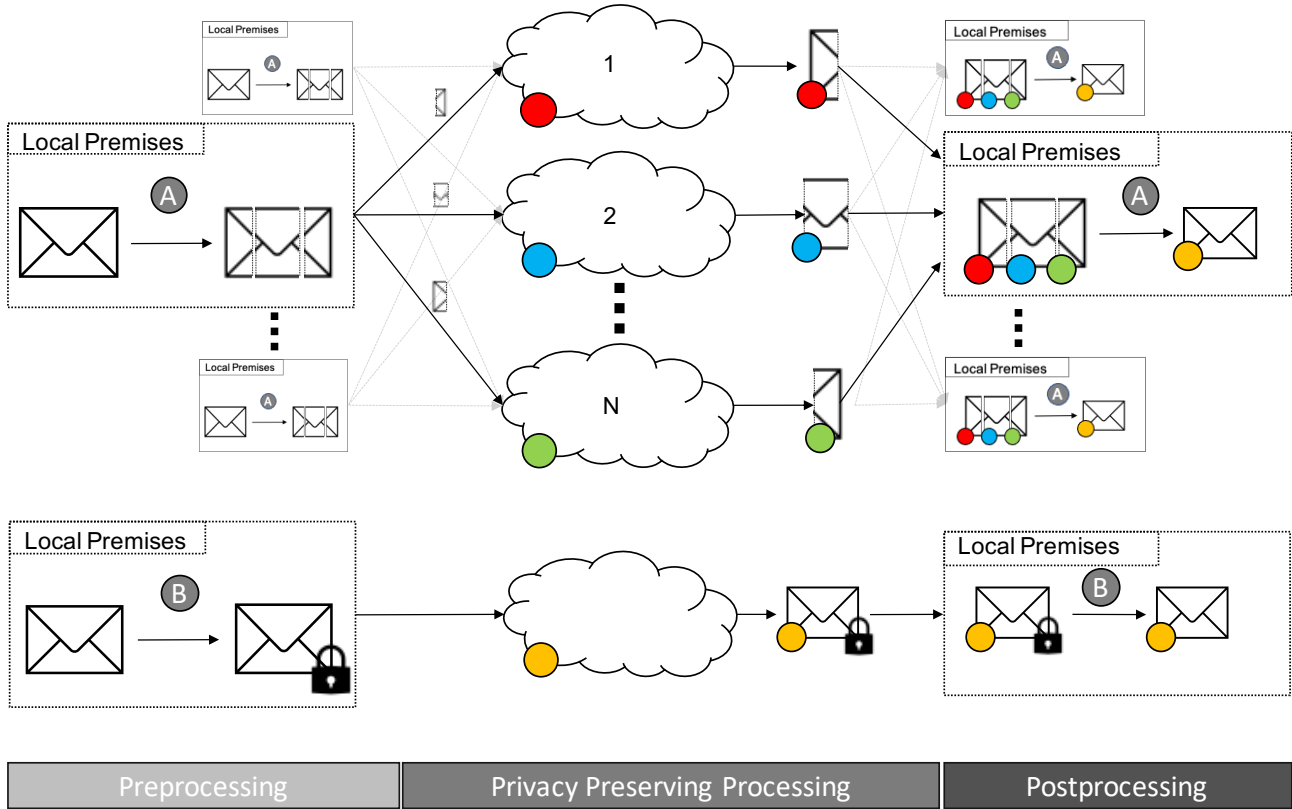 Local Premises
A
1
Local Premises
A
Local Premises
A
2
Local Premises
A
Local Premises
A
N
Local Premises
A
Local Premises
B
Local Premises
B
Preprocessing
Privacy Preserving Processing
Postprocessing